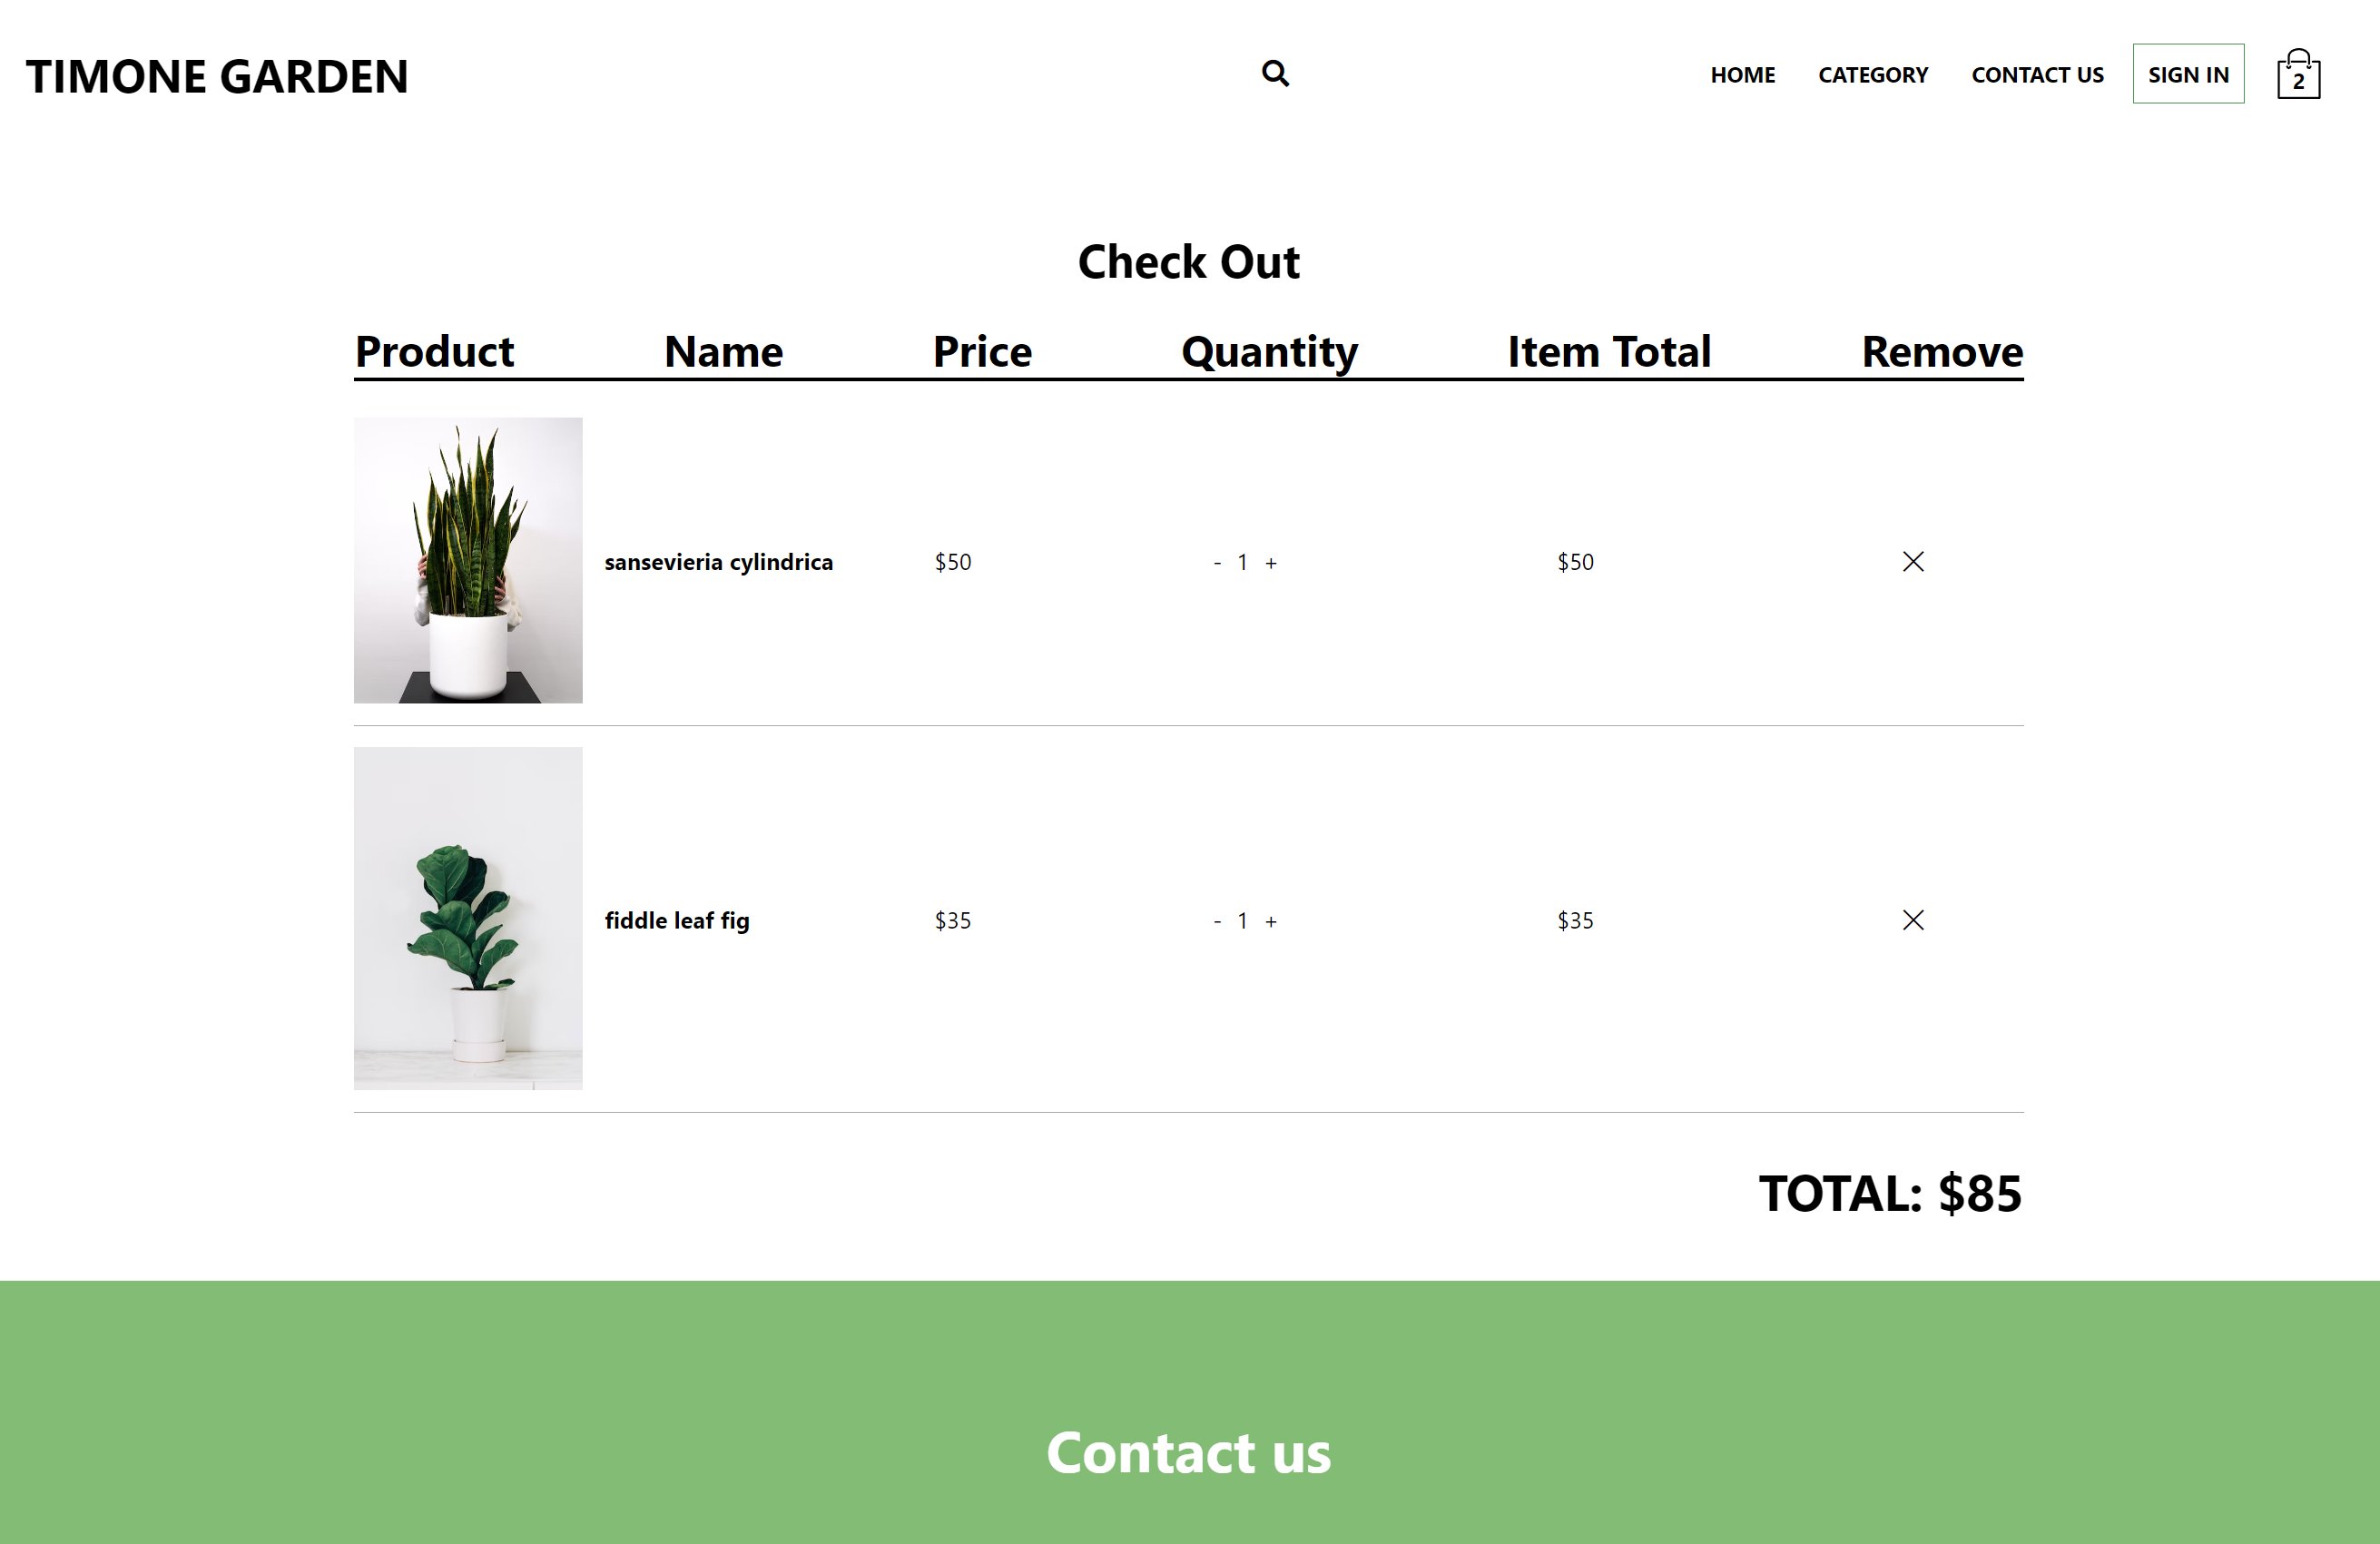 TIMONE GARDEN HOME CATEGORY CONTACT US SIGN IN 2
Check Out
Product Name Price Quantity Item Total Remove
sansevieria cylindrica $50 - 1 + $50
fiddle leaf fig $35 - 1 + $35
TOTAL: $85
Contact us